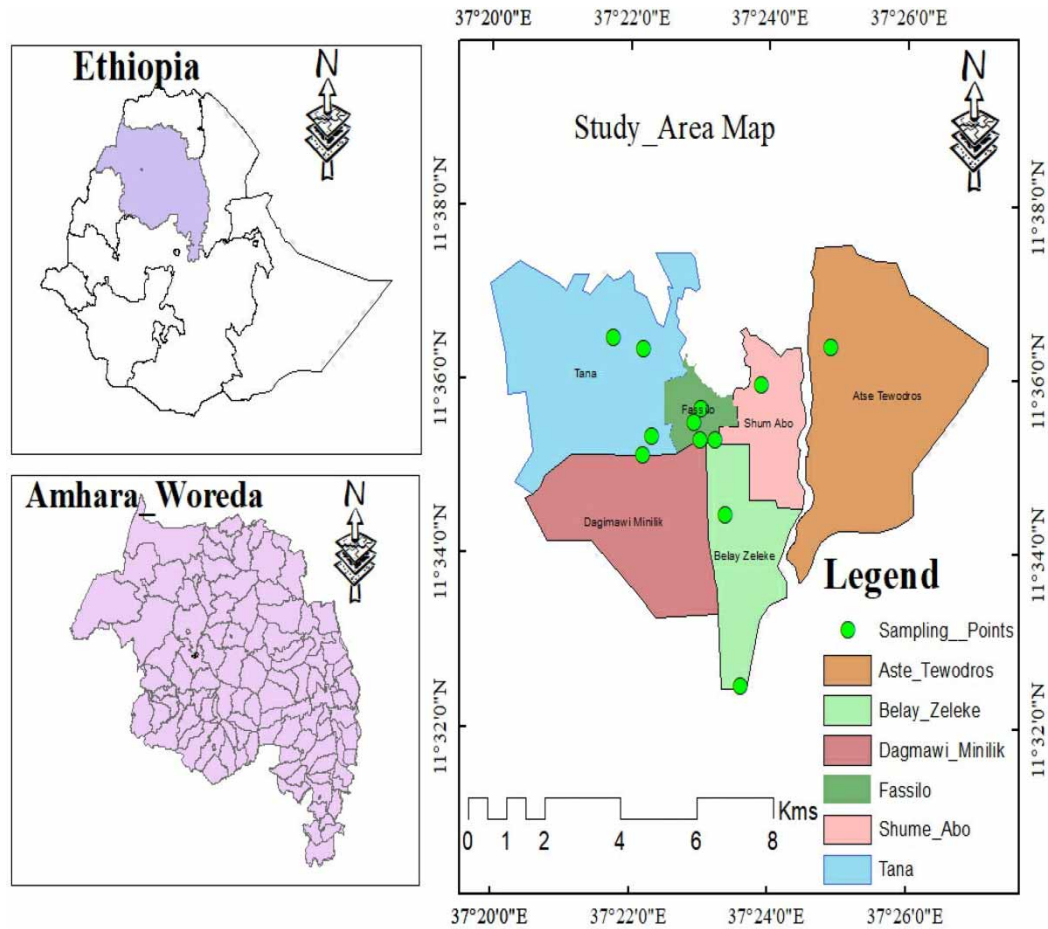 Ethiopia
N
Amhara_Woreda
N
37°20'0"E 37°22'0"E 37°24'0"E 37°26'0"E
Study_Area Map
N
11°38'0"N
11°36'0"N
11°34'0"N
11°32'0"N
11°38'0"N
11°36'0"N
11°34'0"N
11°32'0"N
Tana
Fassilo
Shum Abo
Atse Tewodros
Dagimawi Minilik
Belay Zeleke
Legend
Sampling__Points
Aste_Tewodros
Belay_Zeleke
Dagmawi_Minilik
Fassilo
Shume_Abo
Tana
Kms
0 1 2 4 6 8
37°20'0"E 37°22'0"E 37°24'0"E 37°26'0"E